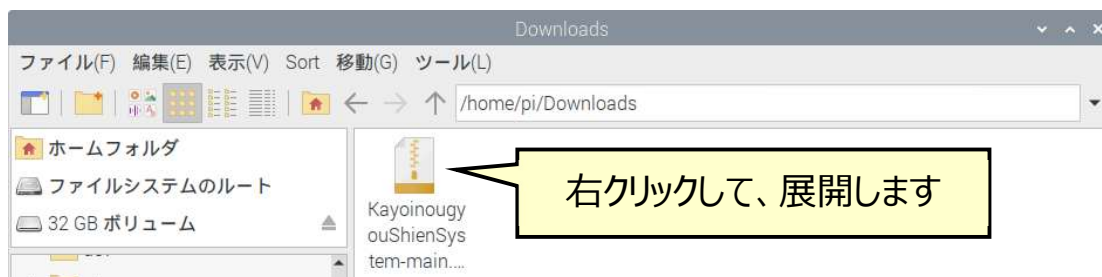 Downloads
ファイル(F) 編集(E) 表示(V) Sort 移動(G) ツール(L)
/home/pi/Downloads
ホームフォルダ
ファイルシステムのルート
32 GB ボリューム
Kayoinougy
ouShienSys
tem-main....
右クリックして、展開します